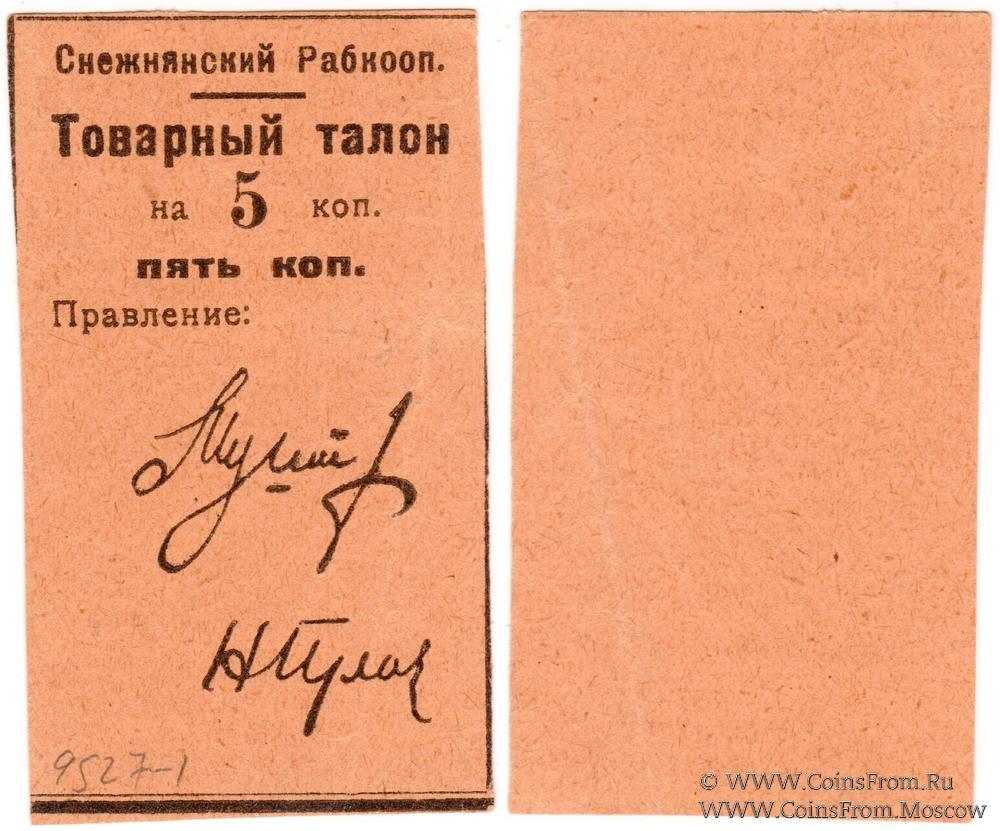 Снежнянский Рабкооп.
Товарный талон
на 5 коп.
пять коп.
Правление:
9527-1
© WWW.CoinsFrom.Ru
WWW.CoinsFrom.Moscow